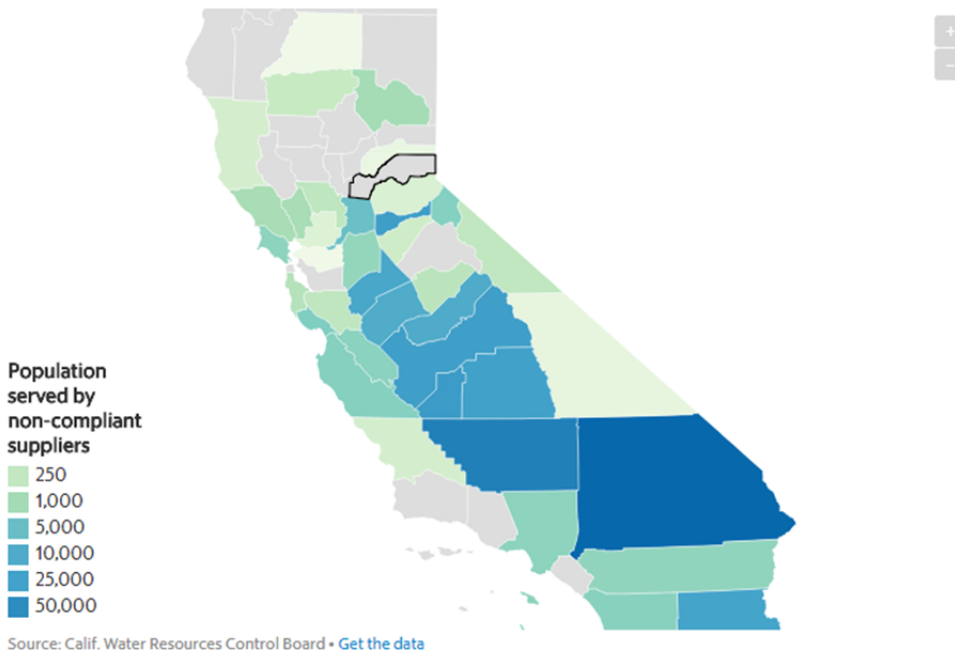 +
−
Population
served by
non-compliant
suppliers
250
1,000
5,000
10,000
25,000
50,000
Source: Calif. Water Resources Control Board • Get the data